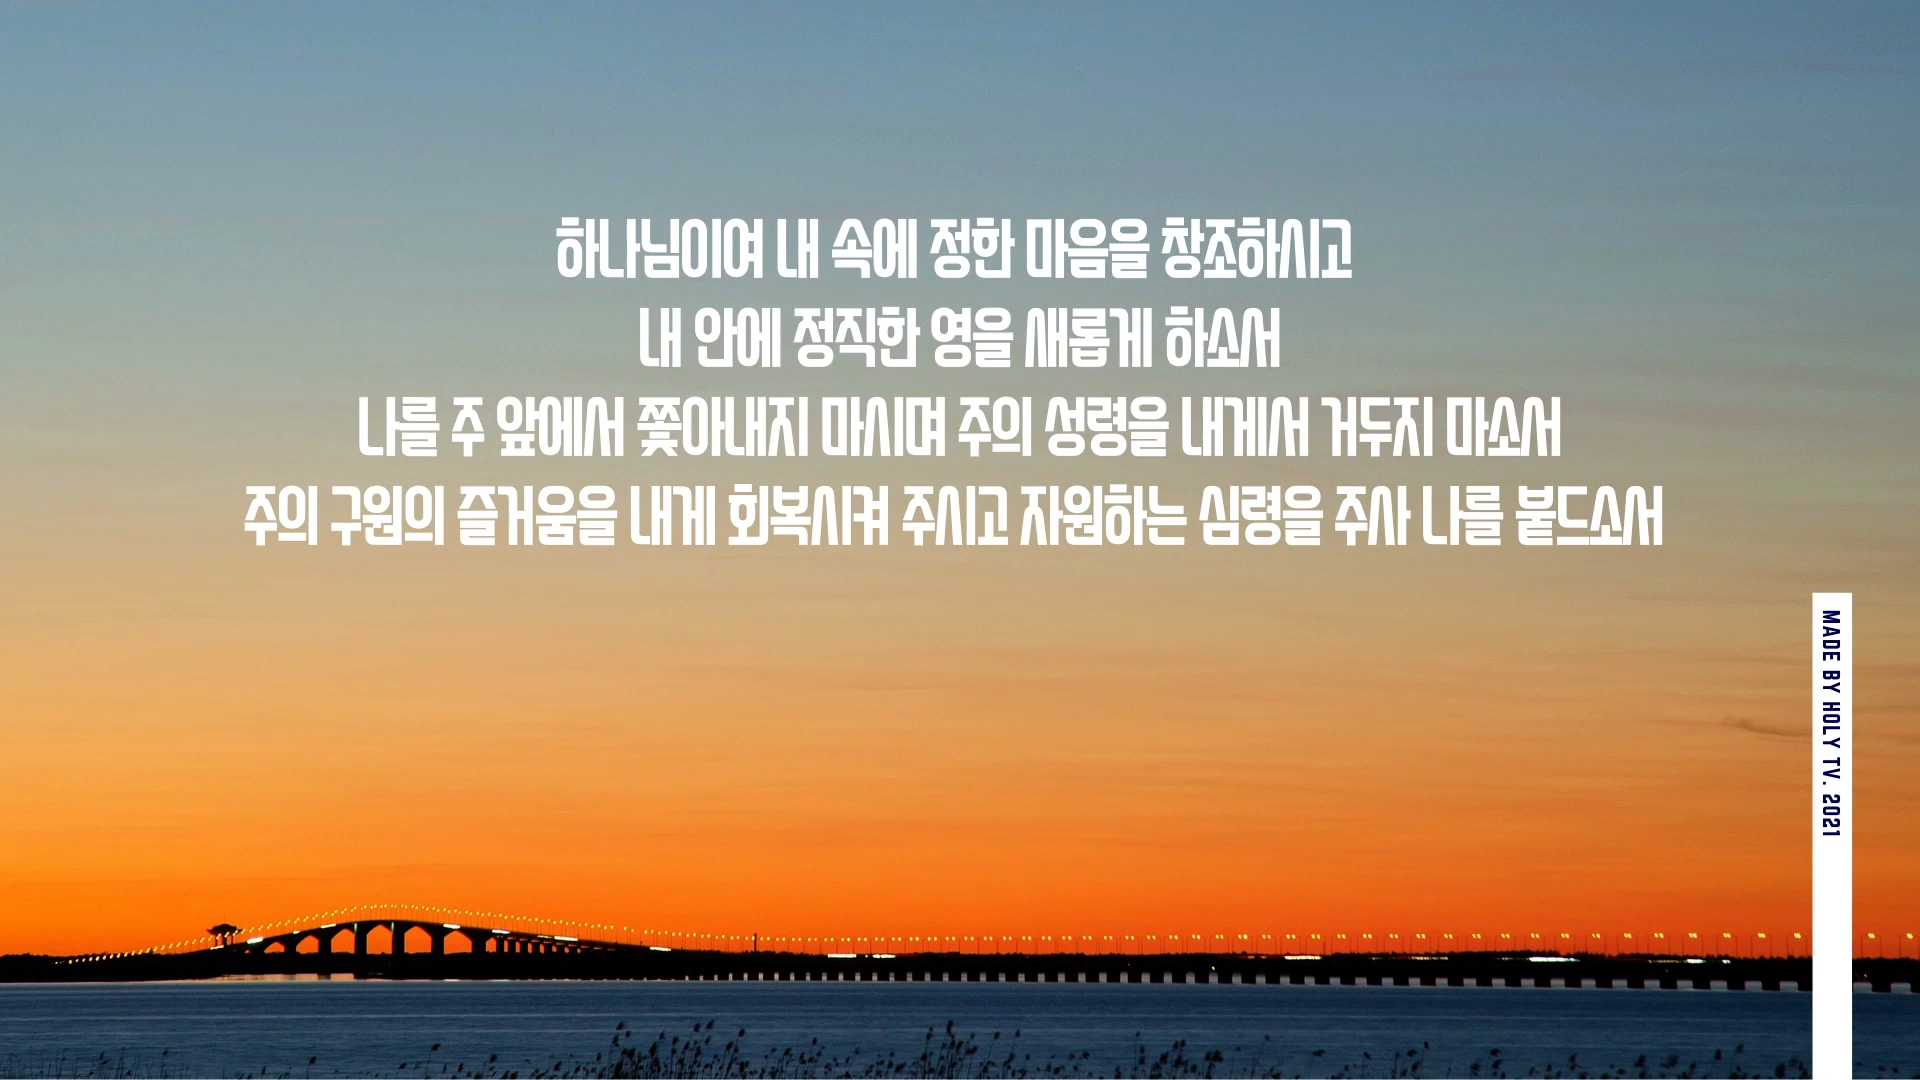 하나님이여 내 속에 정한 마음을 창조하시고
내 안에 정직한 영을 새롭게 하소서
나를 주 앞에서 쫓아내지 마시며 주의 성령을 내게서 거두지 마소서
주의 구원의 즐거움을 내게 회복시켜 주시고 자원하는 심령을 주사 나를 붙드소서
MADE BY HOLY TV. 2021